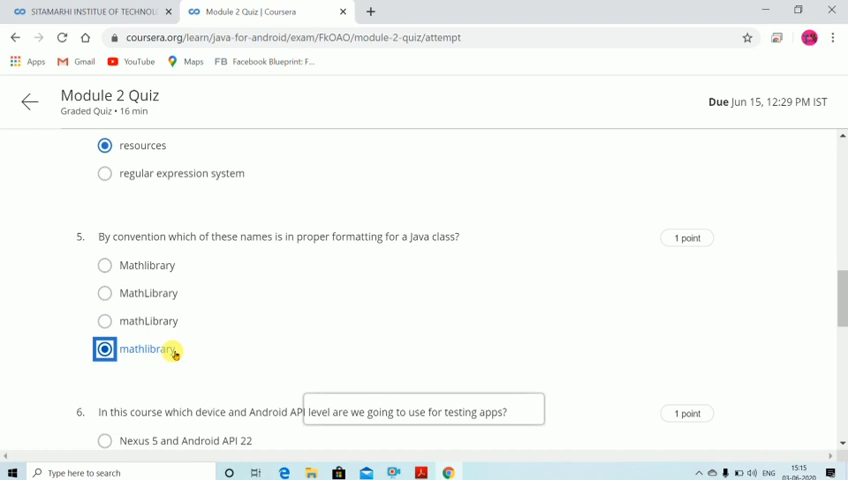 SITAMARHI INSTITUE OF TECHNOL
Module 2 Quiz | Coursera
coursera.org/learn/java-for-android/exam/FkOAO/module-2-quiz/attempt
Apps
Gmail
YouTube
Maps
FB Facebook Blueprint: F...
Module 2 Quiz
Graded Quiz • 16 min
Due Jun 15, 12:29 PM IST
resources
regular expression system
5. By convention which of these names is in proper formatting for a Java class?
1 point
Mathlibrary
MathLibrary
mathLibrary
mathlibrary
6. In this course which device and Android API level are we going to use for testing apps?
1 point
Nexus 5 and Android API 22
Type here to search
ENG
15:15
03-06-2020